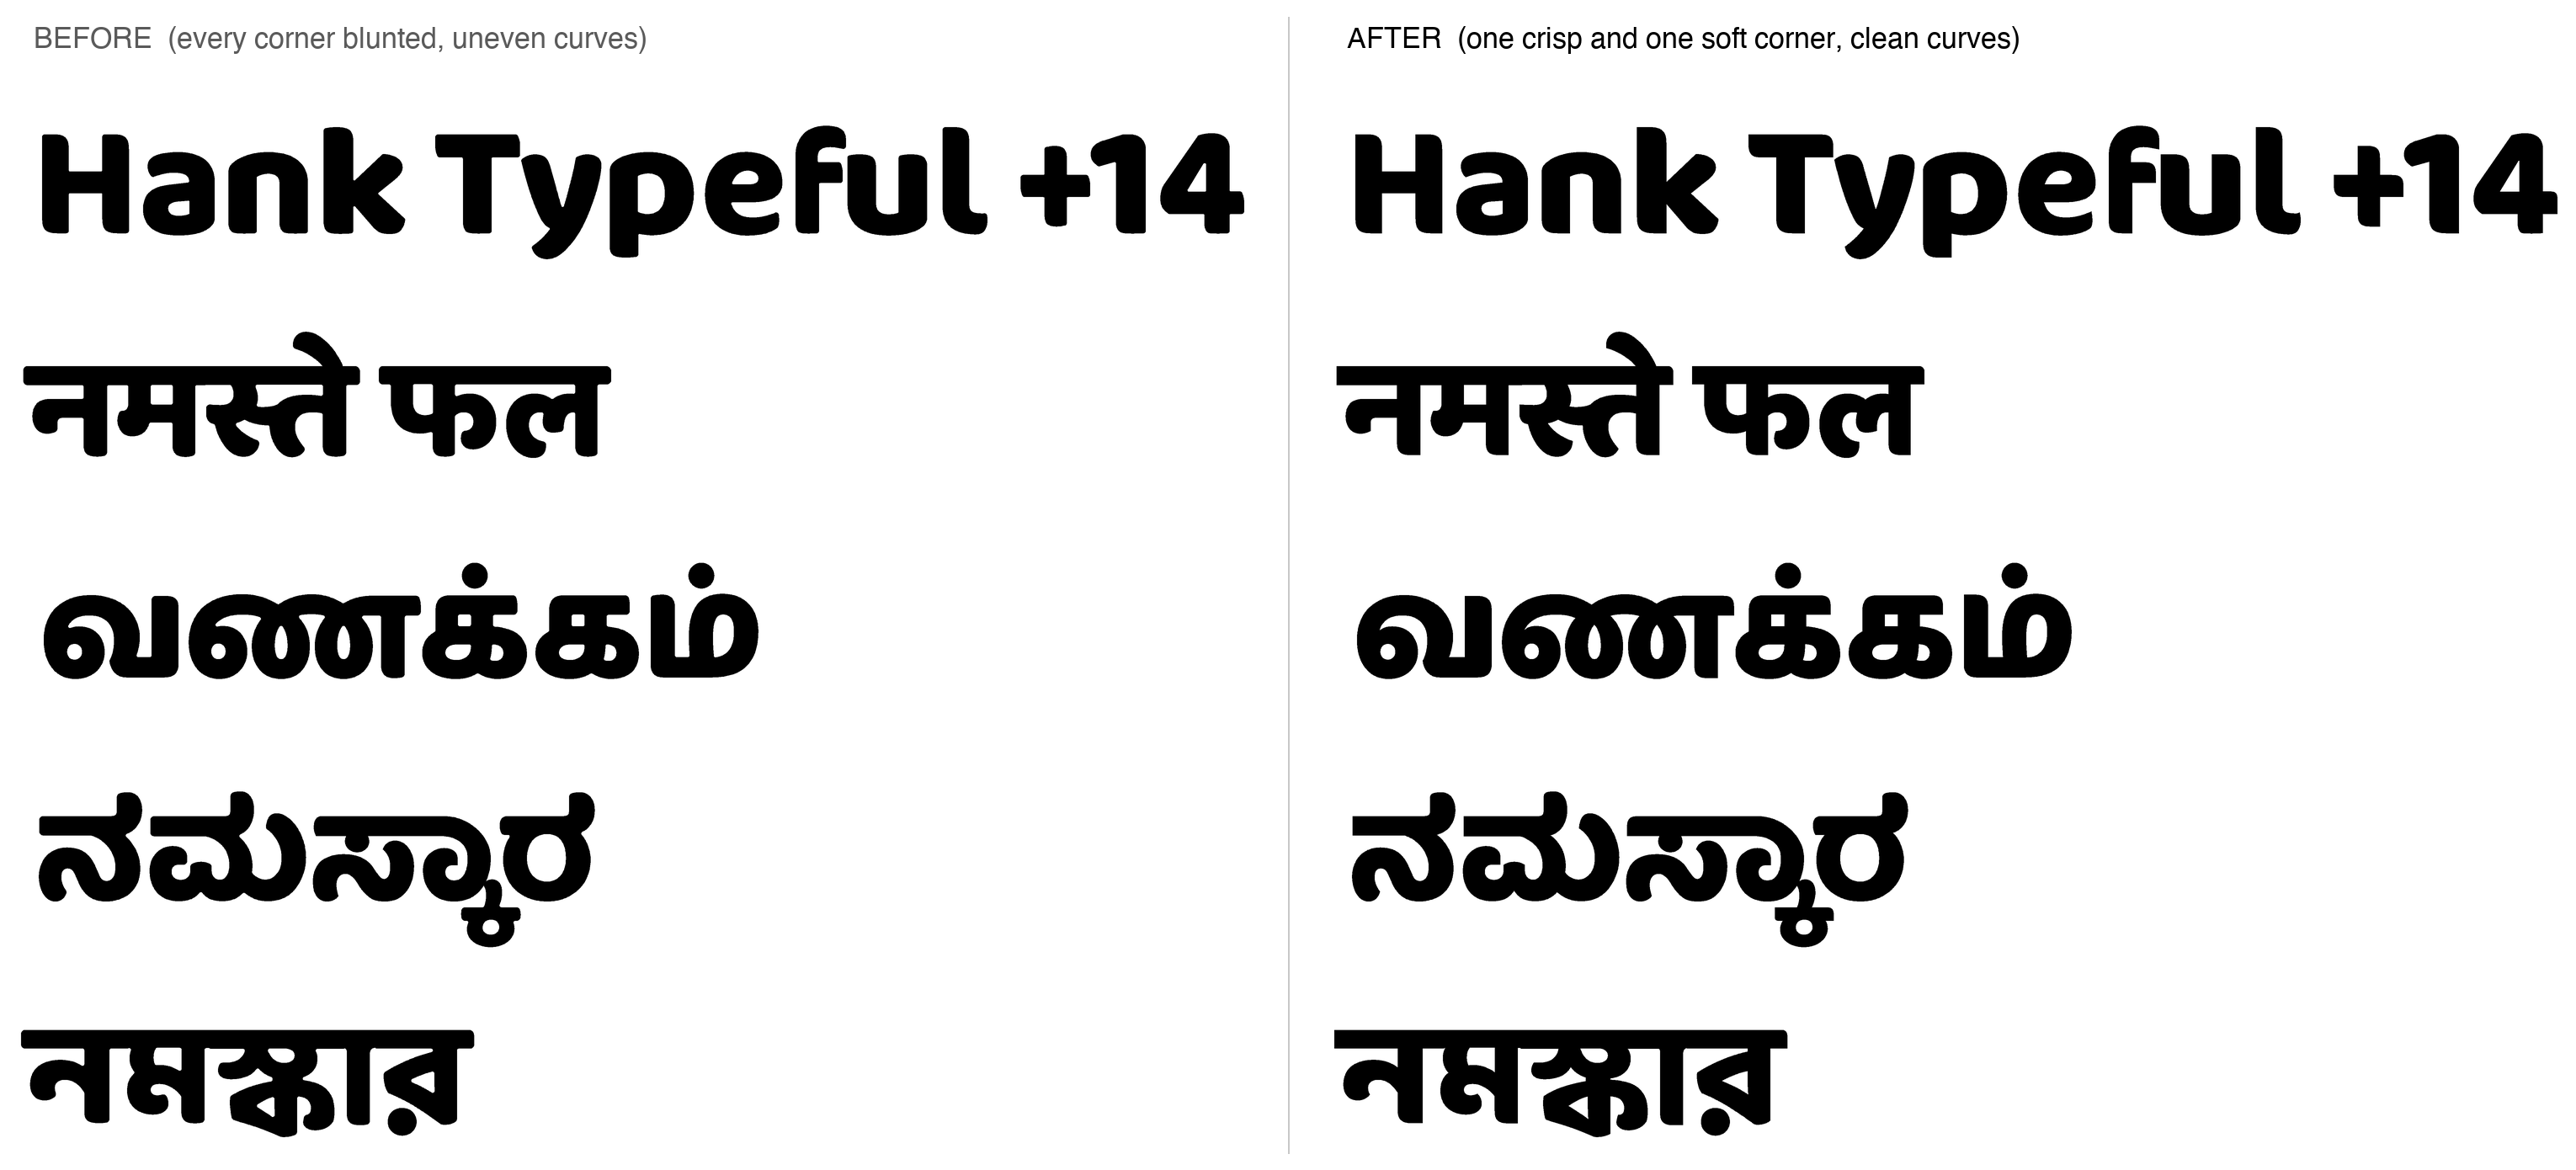 BEFORE (every corner blunted, uneven curves)
Hank Typeful +14
नमस्ते फल
வணக்கம்
ನಮಸ್ಕಾರ
নমস্কার
AFTER (one crisp and one soft corner, clean curves)
Hank Typeful +14
नमस्ते फल
வணக்கம்
ನಮಸ್ಕಾರ
নমস্কার